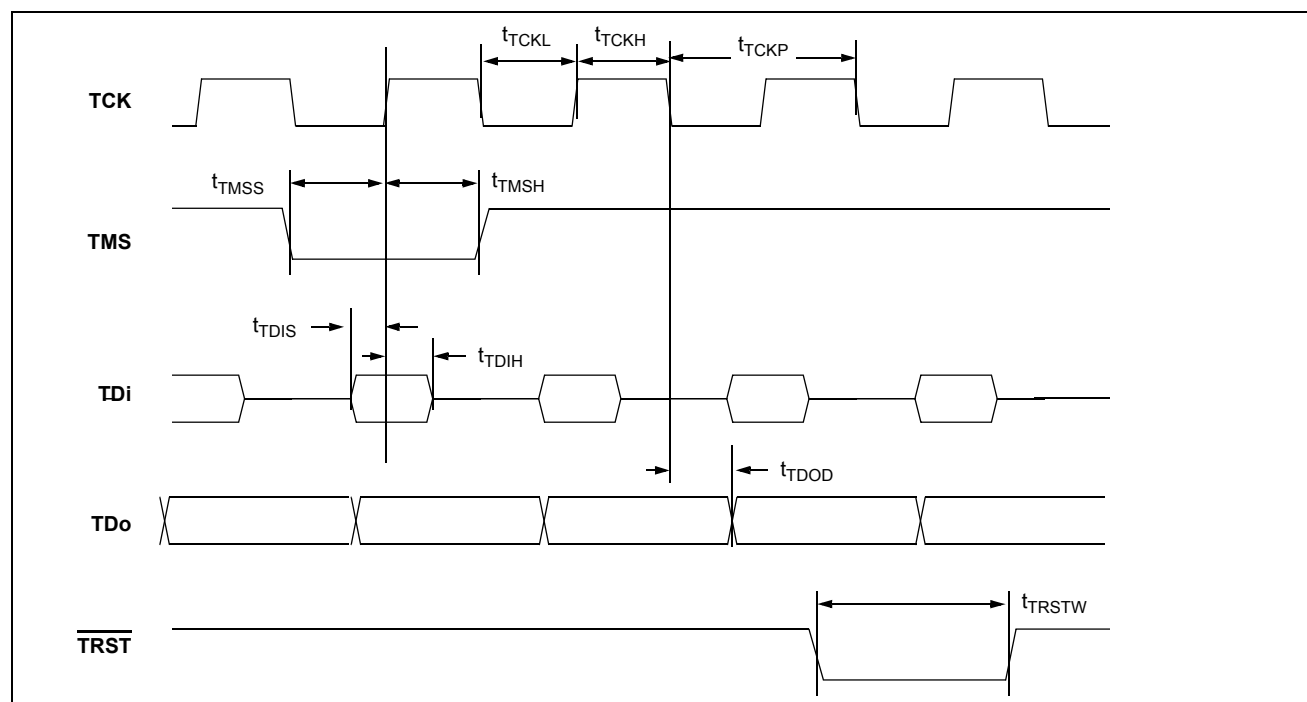 tTCKL tTCKH tTCKP
TCK
tTMSS tTMSH
TMS
tTDIS tTDIH
TDi
tTDOD
TDo
tTRSTW
TRST